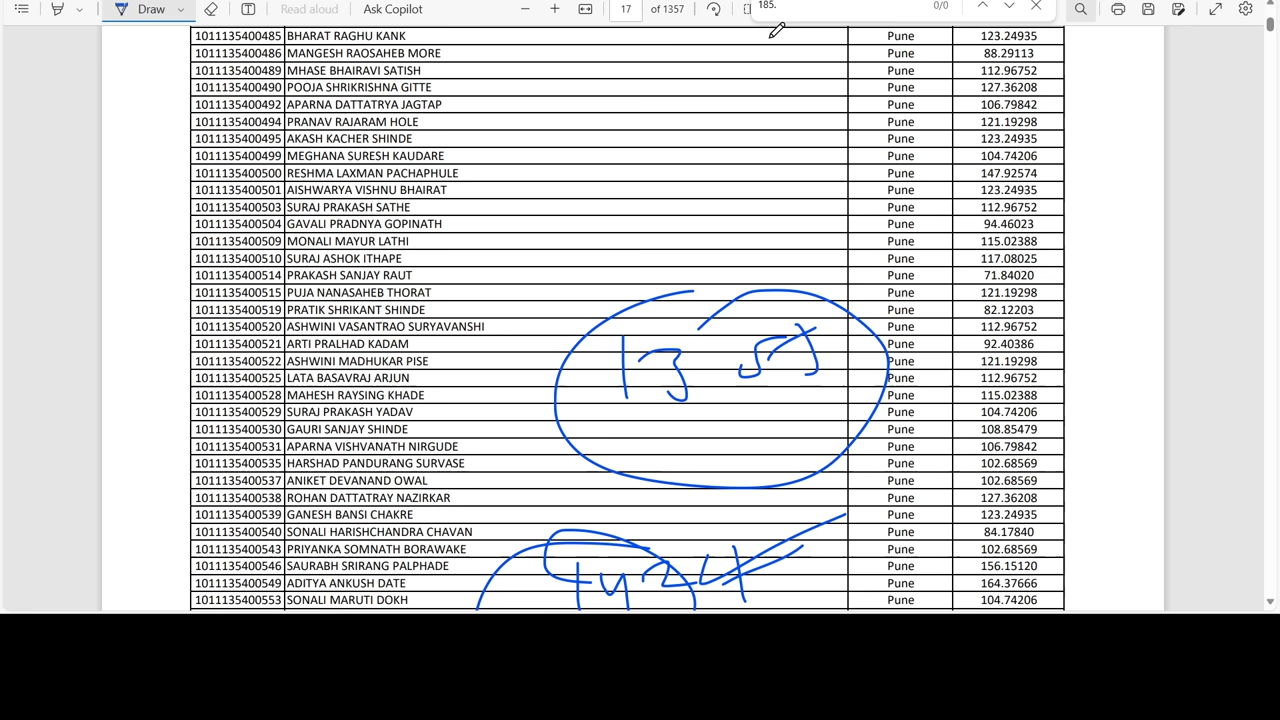 Draw Read aloud Ask Copilot 17 of 1357 185. 0/0
1011135400485 BHARAT RAGHU KANK Pune 123.24935
1011135400486 MANGESH RAOSAHEB MORE Pune 88.29113
1011135400489 MHASE BHAIRAVI SATISH Pune 112.96752
1011135400490 POOJA SHRIKRISHNA GITTE Pune 127.36208
1011135400492 APARNA DATTATRYA JAGTAP Pune 106.79842
1011135400494 PRANAV RAJARAM HOLE Pune 121.19298
1011135400495 AKASH KACHER SHINDE Pune 123.24935
1011135400499 MEGHANA SURESH KAUDARE Pune 104.74206
1011135400500 RESHMA LAXMAN PACHAPHULE Pune 147.92574
1011135400501 AISHWARYA VISHNU BHAIRAT Pune 123.24935
1011135400503 SURAJ PRAKASH SATHE Pune 112.96752
1011135400504 GAVALI PRADNYA GOPINATH Pune 94.46023
1011135400509 MONALI MAYUR LATHI Pune 115.02388
1011135400510 SURAJ ASHOK ITHAPE Pune 117.08025
1011135400514 PRAKASH SANJAY RAUT Pune 71.84020
1011135400515 PUJA NANASAHEB THORAT Pune 121.19298
1011135400519 PRATIK SHRIKANT SHINDE Pune 82.12203
1011135400520 ASHWINI VASANTRAO SURYAVANSHI Pune 112.96752
1011135400521 ARTI PRALHAD KADAM Pune 92.40386
1011135400522 ASHWINI MADHUKAR PISE Pune 121.19298
1011135400525 LATA BASAVRAJ ARJUN Pune 112.96752
1011135400528 MAHESH RAYSING KHADE Pune 115.02388
1011135400529 SURAJ PRAKASH YADAV Pune 104.74206
1011135400530 GAURI SANJAY SHINDE Pune 108.85479
1011135400531 APARNA VISHVANATH NIRGUDE Pune 106.79842
1011135400535 HARSHAD PANDURANG SURVASE Pune 102.68569
1011135400537 ANIKET DEVANAND OWAL Pune 102.68569
1011135400538 ROHAN DATTATRAY NAZIRKAR Pune 127.36208
1011135400539 GANESH BANSI CHAKRE Pune 123.24935
1011135400540 SONALI HARISHCHANDRA CHAVAN Pune 84.17840
1011135400543 PRIYANKA SOMNATH BORAWAKE Pune 102.68569
1011135400546 SAURABH SRIRANG PALPHADE Pune 156.15120
1011135400549 ADITYA ANKUSH DATE Pune 164.37666
1011135400553 SONALI MARUTI DOKH Pune 104.74206